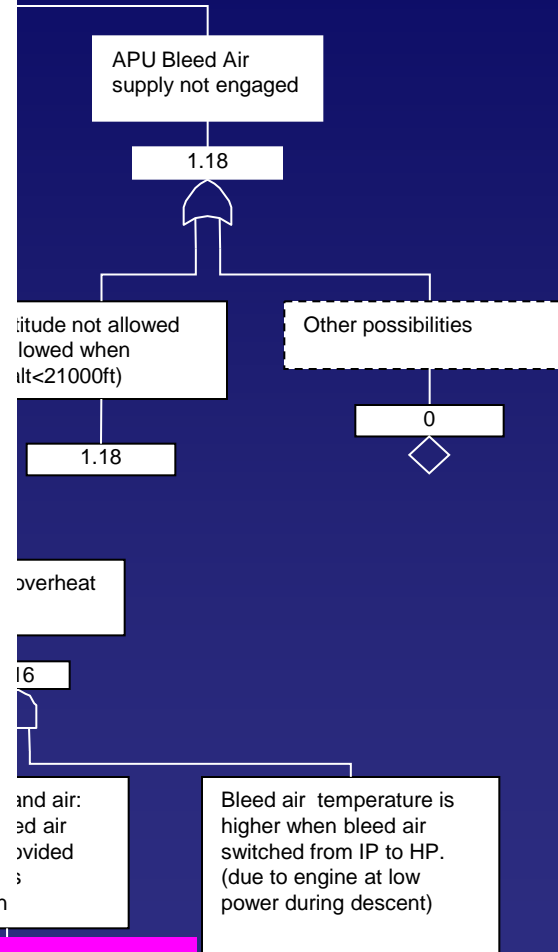 APU Bleed Air
supply not engaged
1.18
titude not allowed
lowed when
alt<21000ft)
Other possibilities
1.18
0
overheat
16
and air:
ed air
ovided
s
n
Bleed air temperature is
higher when bleed air
switched from IP to HP.
(due to engine at low
power during descent)